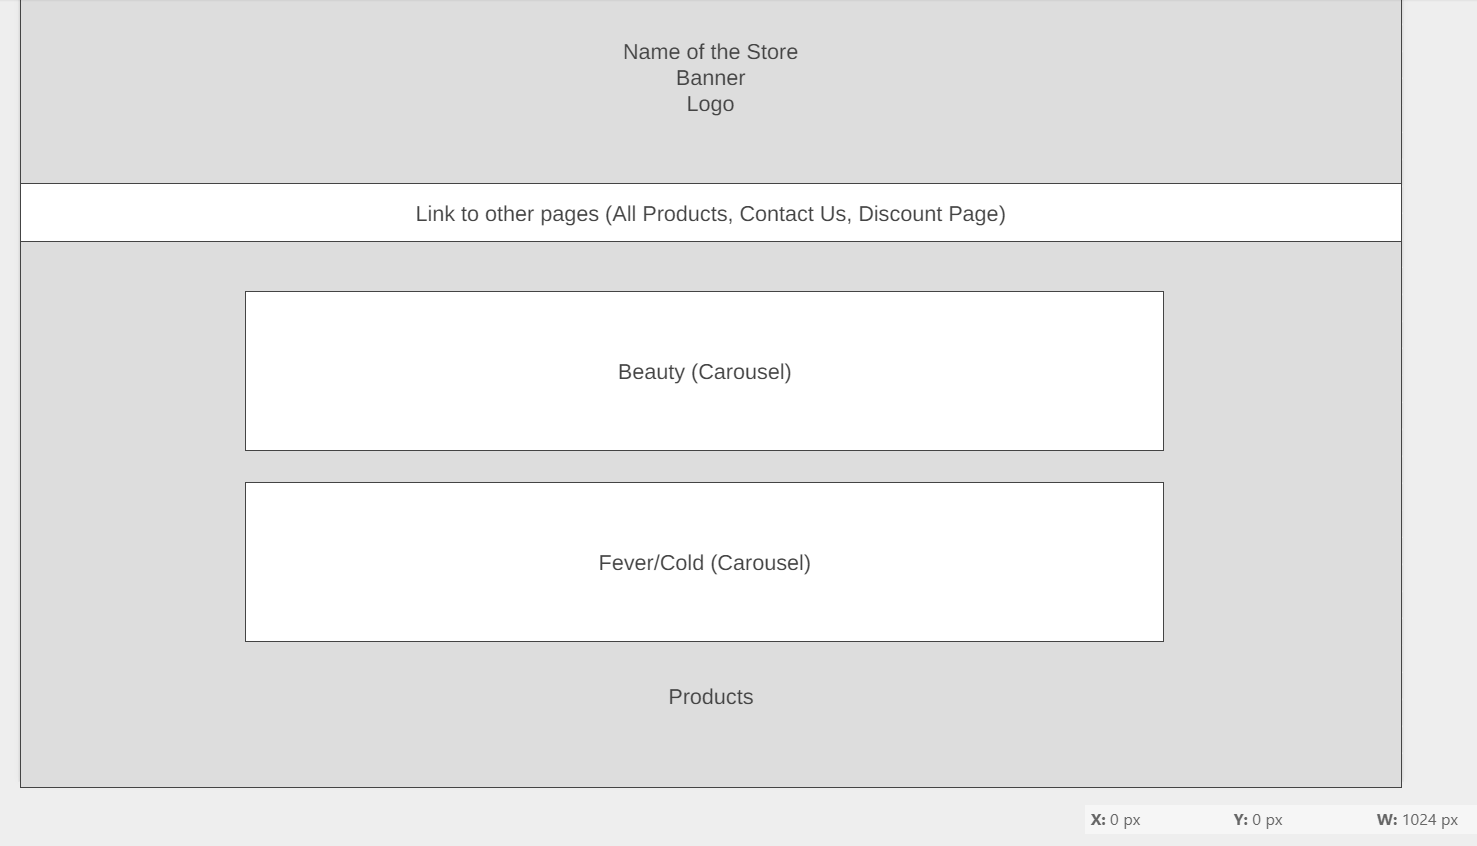 Name of the Store
Banner
Logo
Link to other pages (All Products, Contact Us, Discount Page)
Beauty (Carousel)
Fever/Cold (Carousel)
Products
X: 0 px Y: 0 px W: 1024 px